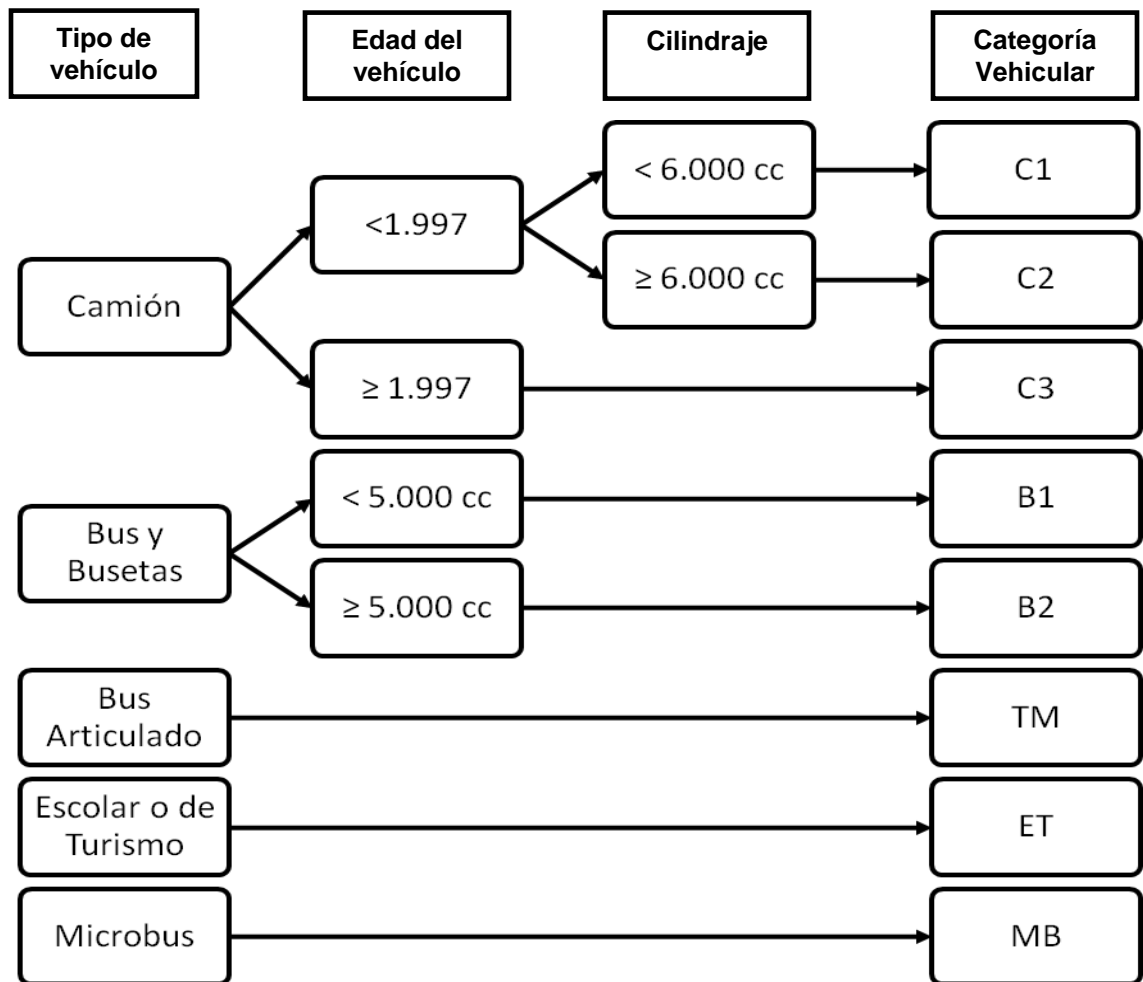 Tipo de
vehículo
Edad del
vehículo
Cilindraje
Categoría
Vehicular
Camión
<1.997
< 6.000 cc
C1
≥ 6.000 cc
C2
≥ 1.997
C3
Bus y
Busetas
< 5.000 cc
B1
≥ 5.000 cc
B2
Bus
Articulado
TM
Escolar o de
Turismo
ET
Microbus
MB